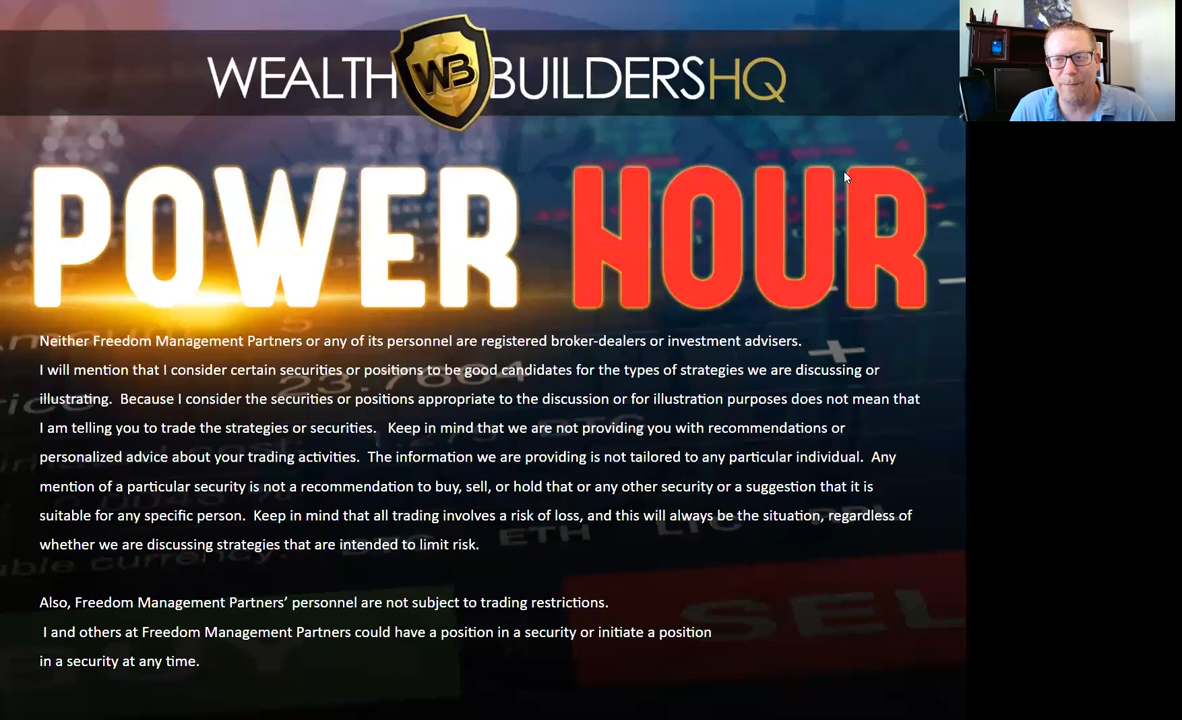 WEALTH WB BUILDERSHQ
POWER HOUR
Neither Freedom Management Partners or any of its personnel are registered broker-dealers or investment advisers.
I will mention that I consider certain securities or positions to be good candidates for the types of strategies we are discussing or
illustrating. Because I consider the securities or positions appropriate to the discussion or for illustration purposes does not mean that
I am telling you to trade the strategies or securities. Keep in mind that we are not providing you with recommendations or
personalized advice about your trading activities. The information we are providing is not tailored to any particular individual. Any
mention of a particular security is not a recommendation to buy, sell, or hold that or any other security or a suggestion that it is
suitable for any specific person. Keep in mind that all trading involves a risk of loss, and this will always be the situation, regardless of
whether we are discussing strategies that are intended to limit risk.
Also, Freedom Management Partners' personnel are not subject to trading restrictions.
I and others at Freedom Management Partners could have a position in a security or initiate a position
in a security at any time.